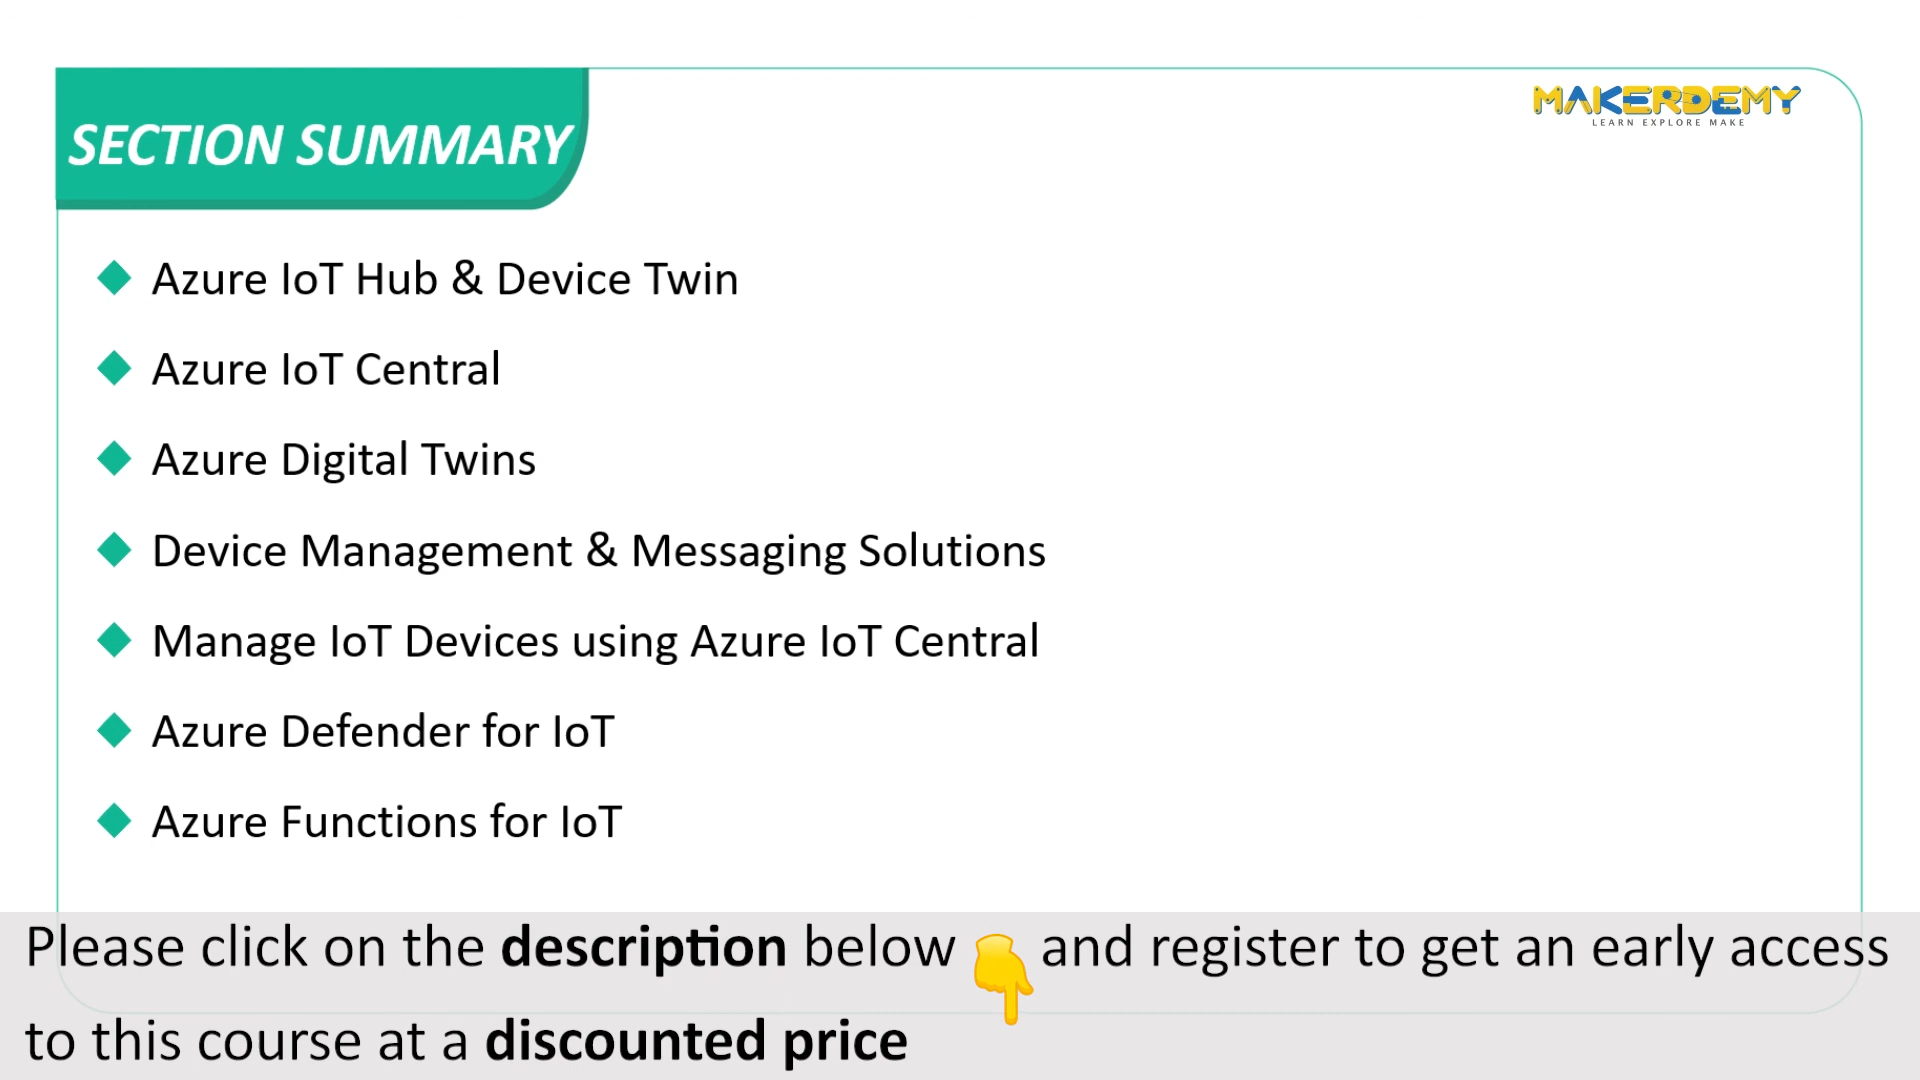 SECTION SUMMARY
MAKERDEMY
LEARN EXPLORE MAKE
Azure IoT Hub & Device Twin
Azure IoT Central
Azure Digital Twins
Device Management & Messaging Solutions
Manage IoT Devices using Azure IoT Central
Azure Defender for IoT
Azure Functions for IoT
Please click on the description below 👇 and register to get an early access
to this course at a discounted price